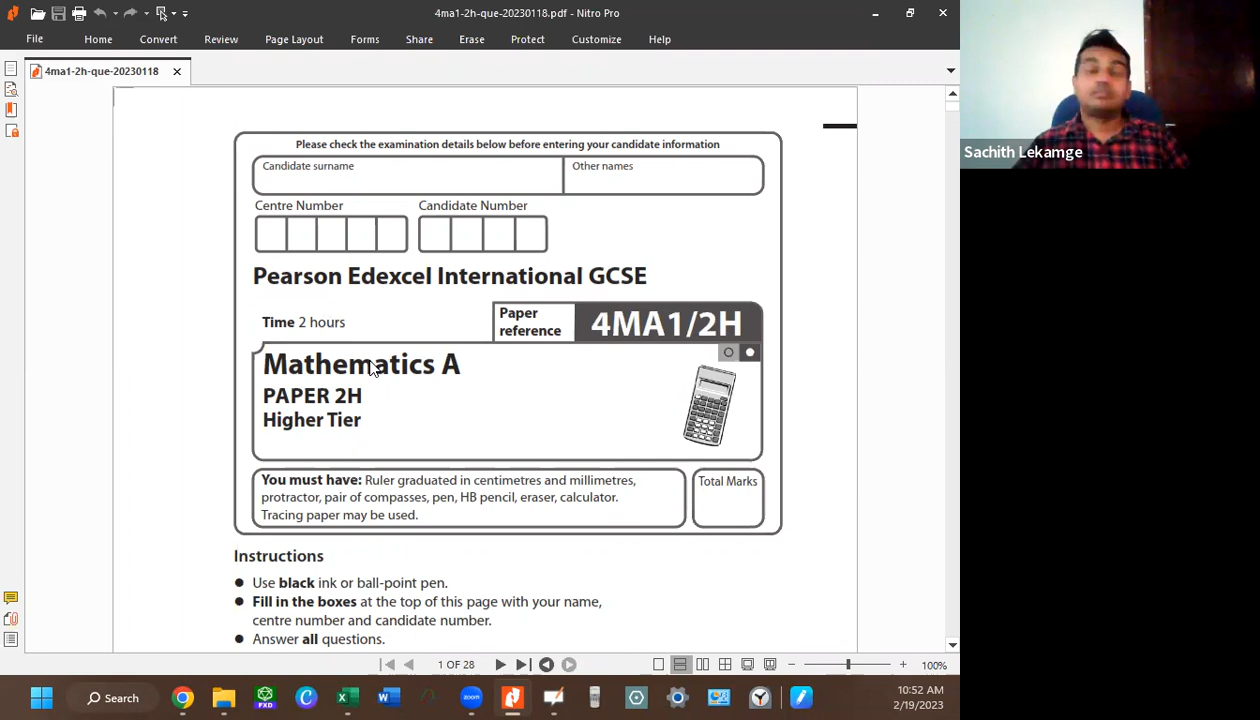 4ma1-2h-que-20230118.pdf - Nitro Pro
File Home Convert Review Page Layout Forms Share Erase Protect Customize Help
4ma1-2h-que-20230118
Please check the examination details below before entering your candidate information
Candidate surname
Other names
Centre Number
Candidate Number
Pearson Edexcel International GCSE
Time 2 hours
Paper
reference
4MA1/2H
Mathematics A
PAPER 2H
Higher Tier
You must have: Ruler graduated in centimetres and millimetres,
protractor, pair of compasses, pen, HB pencil, eraser, calculator.
Tracing paper may be used.
Total Marks
Instructions
● Use black ink or ball-point pen.
● Fill in the boxes at the top of this page with your name,
centre number and candidate number.
● Answer all questions.
1 OF 28
100%
Search
FXD
zoom
10:52 AM
2/19/2023
Sachith Lekamge